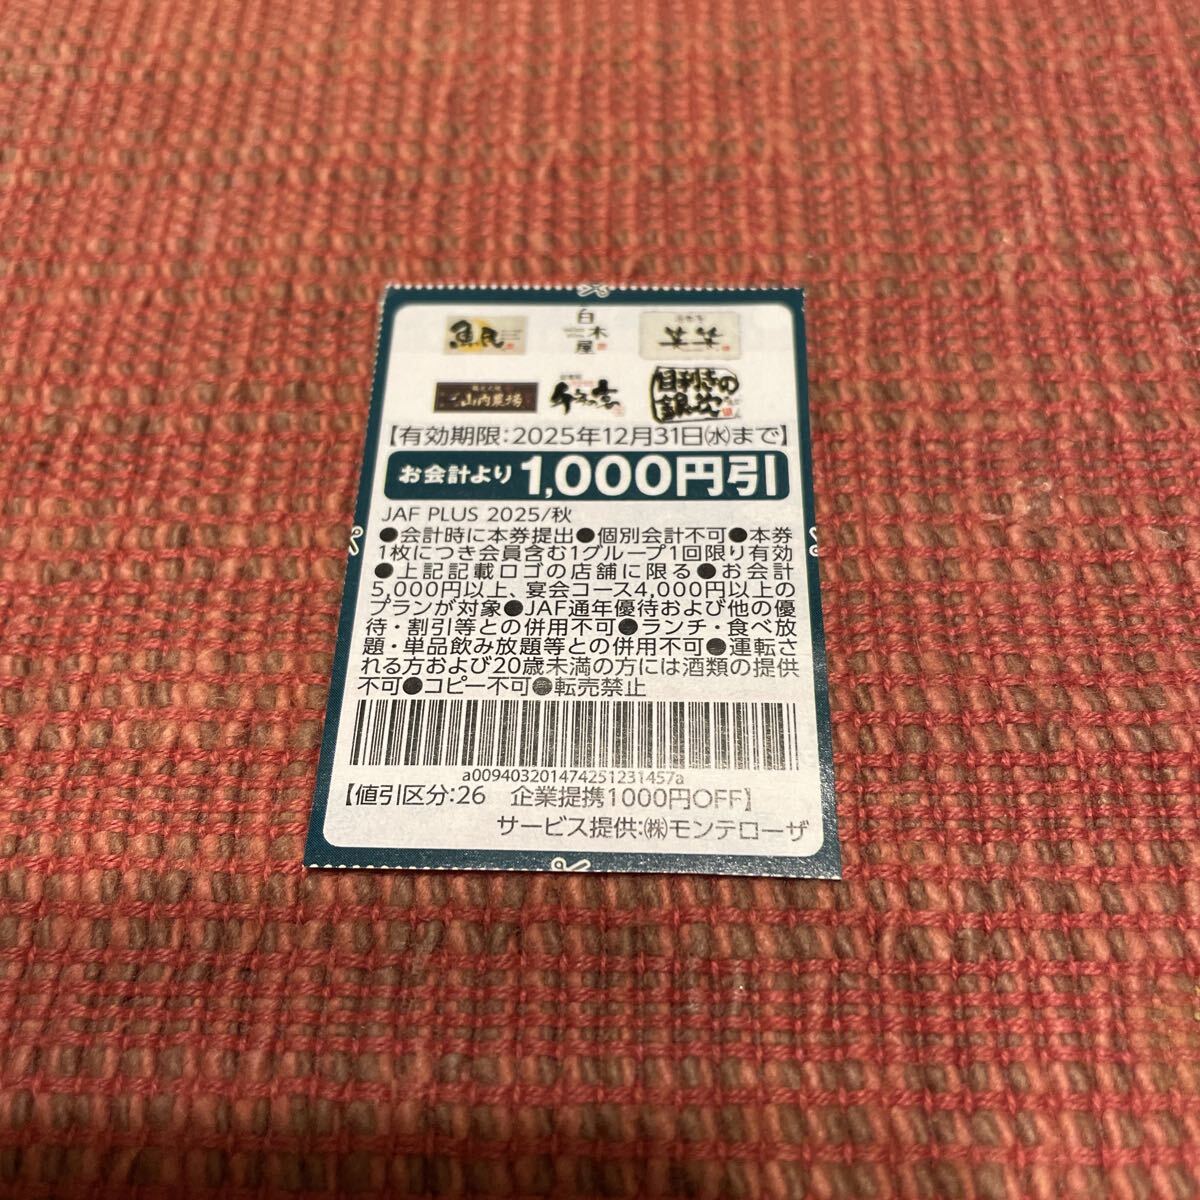 魚民
白木屋
笑笑
山内農場
千年の宴
目利きの銀次
【有効期限:2025年12月31日㈬まで】
お会計より 1,000円引
JAF PLUS 2025/秋
●会計時に本券提出●個別会計不可●本券
1枚につき会員含む1グループ1回限り有効
●上記記載ロゴの店舗に限る●お会計
5,000円以上、宴会コース4,000円以上の
プランが対象●JAF通年優待および他の優
待・割引等との併用不可●ランチ・食べ放
題・単品飲み放題等との併用不可●運転さ
れる方および20歳未満の方には酒類の提供
不可●コピー不可●転売禁止
a009403201474251231457a
【値引区分:26 企業提携1000円OFF】
サービス提供:㈱モンテローザ